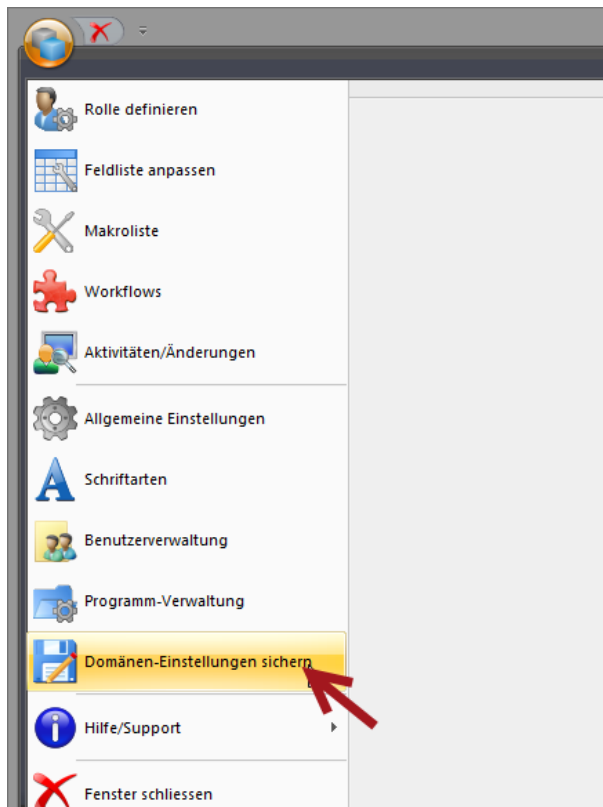 Rolle definieren
Feldliste anpassen
Makroliste
Workflows
Aktivitäten/Änderungen
Allgemeine Einstellungen
Schriftarten
Benutzerverwaltung
Programm-Verwaltung
Domänen-Einstellungen sichern
Hilfe/Support
Fenster schliessen